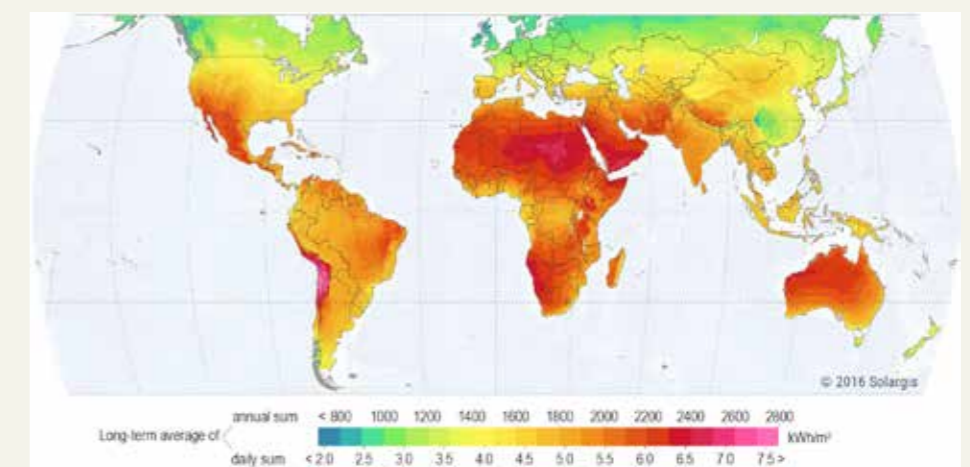 © 2016 Solargis
annual sum < 800 1000 1200 1400 1600 1800 2000 2200 2400 2600 2800
Long-term average of kWh/m²
daily sum < 2.0 2.5 3.0 3.5 4.0 4.5 5.0 5.5 6.0 6.5 7.0 7.5 >